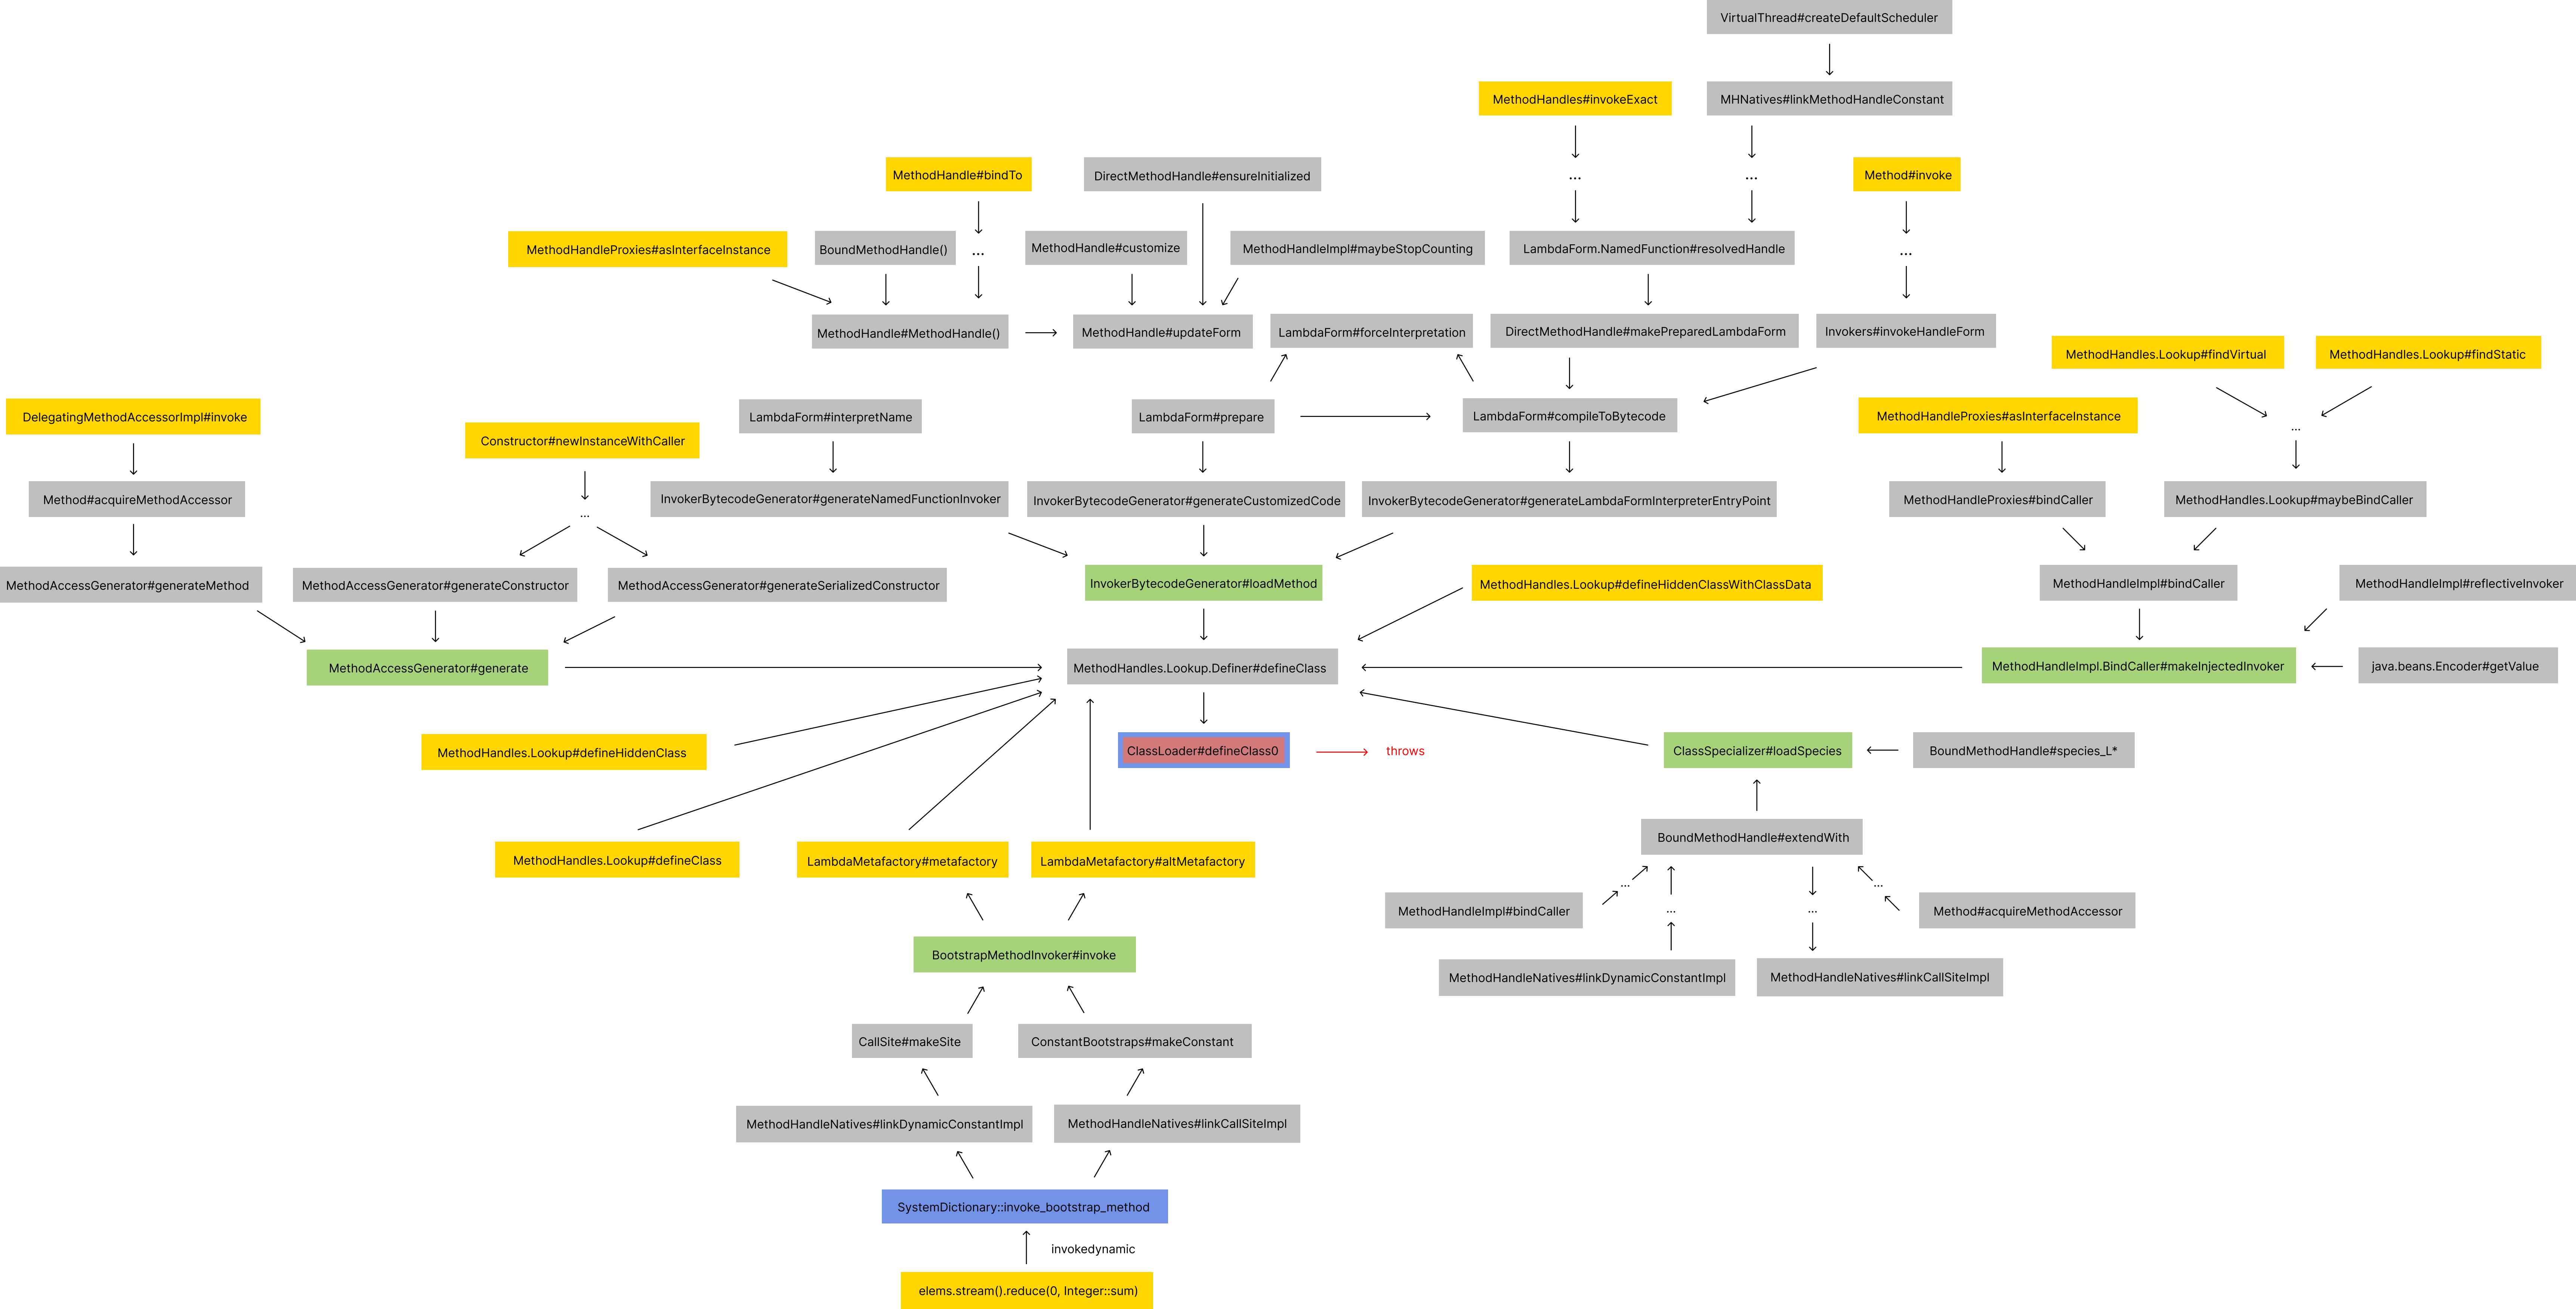 VirtualThread#createDefaultScheduler
MethodHandles#invokeExact
MHNatives#linkMethodHandleConstant
MethodHandle#bindTo
DirectMethodHandle#ensureInitialized
...
...
Method#invoke
MethodHandleProxies#asInterfaceInstance
BoundMethodHandle()
...
MethodHandle#customize
MethodHandleImpl#maybeStopCounting
LambdaForm.NamedFunction#resolvedHandle
...
MethodHandle#MethodHandle()
MethodHandle#updateForm
LambdaForm#forceInterpretation
DirectMethodHandle#makePreparedLambdaForm
Invokers#invokeHandleForm
MethodHandles.Lookup#findVirtual
MethodHandles.Lookup#findStatic
DelegatingMethodAccessorImpl#invoke
Constructor#newInstanceWithCaller
LambdaForm#interpretName
LambdaForm#prepare
LambdaForm#compileToBytecode
MethodHandleProxies#asInterfaceInstance
...
Method#acquireMethodAccessor
...
InvokerBytecodeGenerator#generateNamedFunctionInvoker
InvokerBytecodeGenerator#generateCustomizedCode
InvokerBytecodeGenerator#generateLambdaFormInterpreterEntryPoint
MethodHandleProxies#bindCaller
MethodHandles.Lookup#maybeBindCaller
MethodAccessGenerator#generateMethod
MethodAccessGenerator#generateConstructor
MethodAccessGenerator#generateSerializedConstructor
InvokerBytecodeGenerator#loadMethod
MethodHandles.Lookup#defineHiddenClassWithClassData
MethodHandleImpl#bindCaller
MethodHandleImpl#reflectiveInvoker
MethodAccessGenerator#generate
MethodHandles.Lookup.Definer#defineClass
MethodHandleImpl.BindCaller#makeInjectedInvoker
java.beans.Encoder#getValue
MethodHandles.Lookup#defineHiddenClass
ClassLoader#defineClass0
throws
ClassSpecializer#loadSpecies
BoundMethodHandle#species_L*
MethodHandles.Lookup#defineClass
LambdaMetafactory#metafactory
LambdaMetafactory#altMetafactory
BoundMethodHandle#extendWith
...
...
MethodHandleImpl#bindCaller
...
...
Method#acquireMethodAccessor
BootstrapMethodInvoker#invoke
MethodHandleNatives#linkDynamicConstantImpl
MethodHandleNatives#linkCallSiteImpl
CallSite#makeSite
ConstantBootstraps#makeConstant
MethodHandleNatives#linkDynamicConstantImpl
MethodHandleNatives#linkCallSiteImpl
SystemDictionary::invoke_bootstrap_method
invokedynamic
elems.stream().reduce(0, Integer::sum)